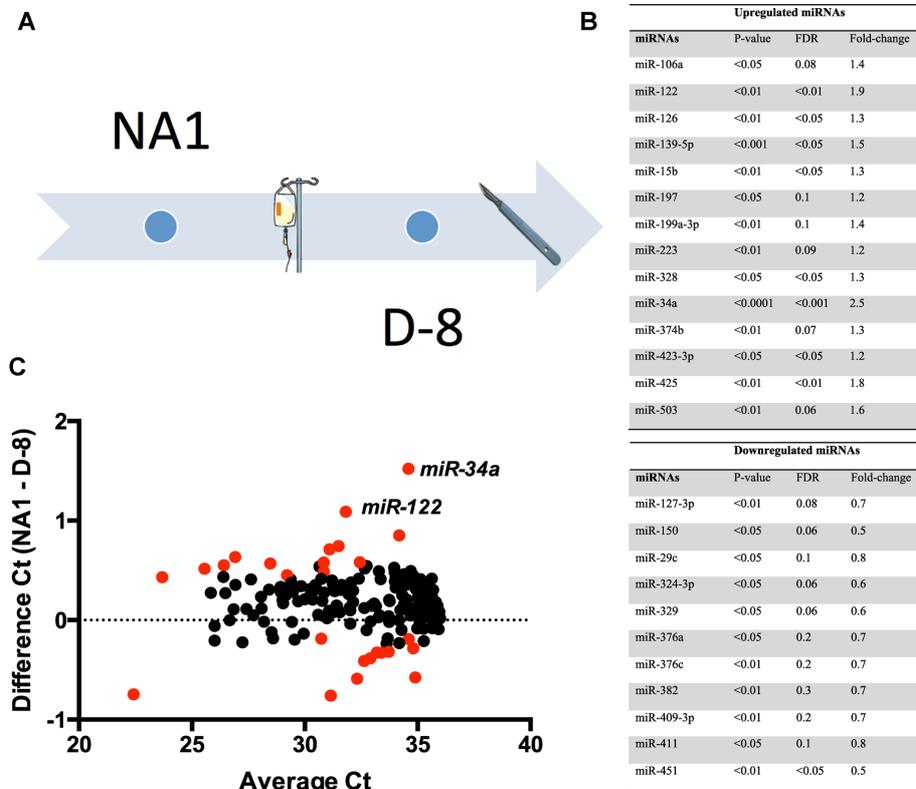 A
NA1
D-8
B
Upregulated miRNAs
miRNAs P-value FDR Fold-change
miR-106a <0.05 0.08 1.4
miR-122 <0.01 <0.01 1.9
miR-126 <0.01 <0.05 1.3
miR-139-5p <0.001 <0.05 1.5
miR-15b <0.01 <0.05 1.3
miR-197 <0.05 0.1 1.2
miR-199a-3p <0.01 0.1 1.4
miR-223 <0.01 0.09 1.2
miR-328 <0.05 <0.05 1.3
miR-34a <0.0001 <0.001 2.5
miR-374b <0.01 0.07 1.3
miR-423-3p <0.05 <0.05 1.2
miR-425 <0.01 <0.01 1.8
miR-503 <0.01 0.06 1.6
Downregulated miRNAs
miRNAs P-value FDR Fold-change
miR-127-3p <0.01 0.08 0.7
miR-150 <0.05 0.06 0.5
miR-29c <0.05 0.1 0.8
miR-324-3p <0.05 0.06 0.6
miR-329 <0.05 0.06 0.6
miR-376a <0.05 0.2 0.7
miR-376c <0.01 0.2 0.7
miR-382 <0.01 0.3 0.7
miR-409-3p <0.01 0.2 0.7
miR-411 <0.05 0.1 0.8
miR-451 <0.01 <0.05 0.5
C
Difference Ct (NA1 - D-8)
2
1
0
-1
miR-34a
miR-122
20 25 30 35 40
Average Ct